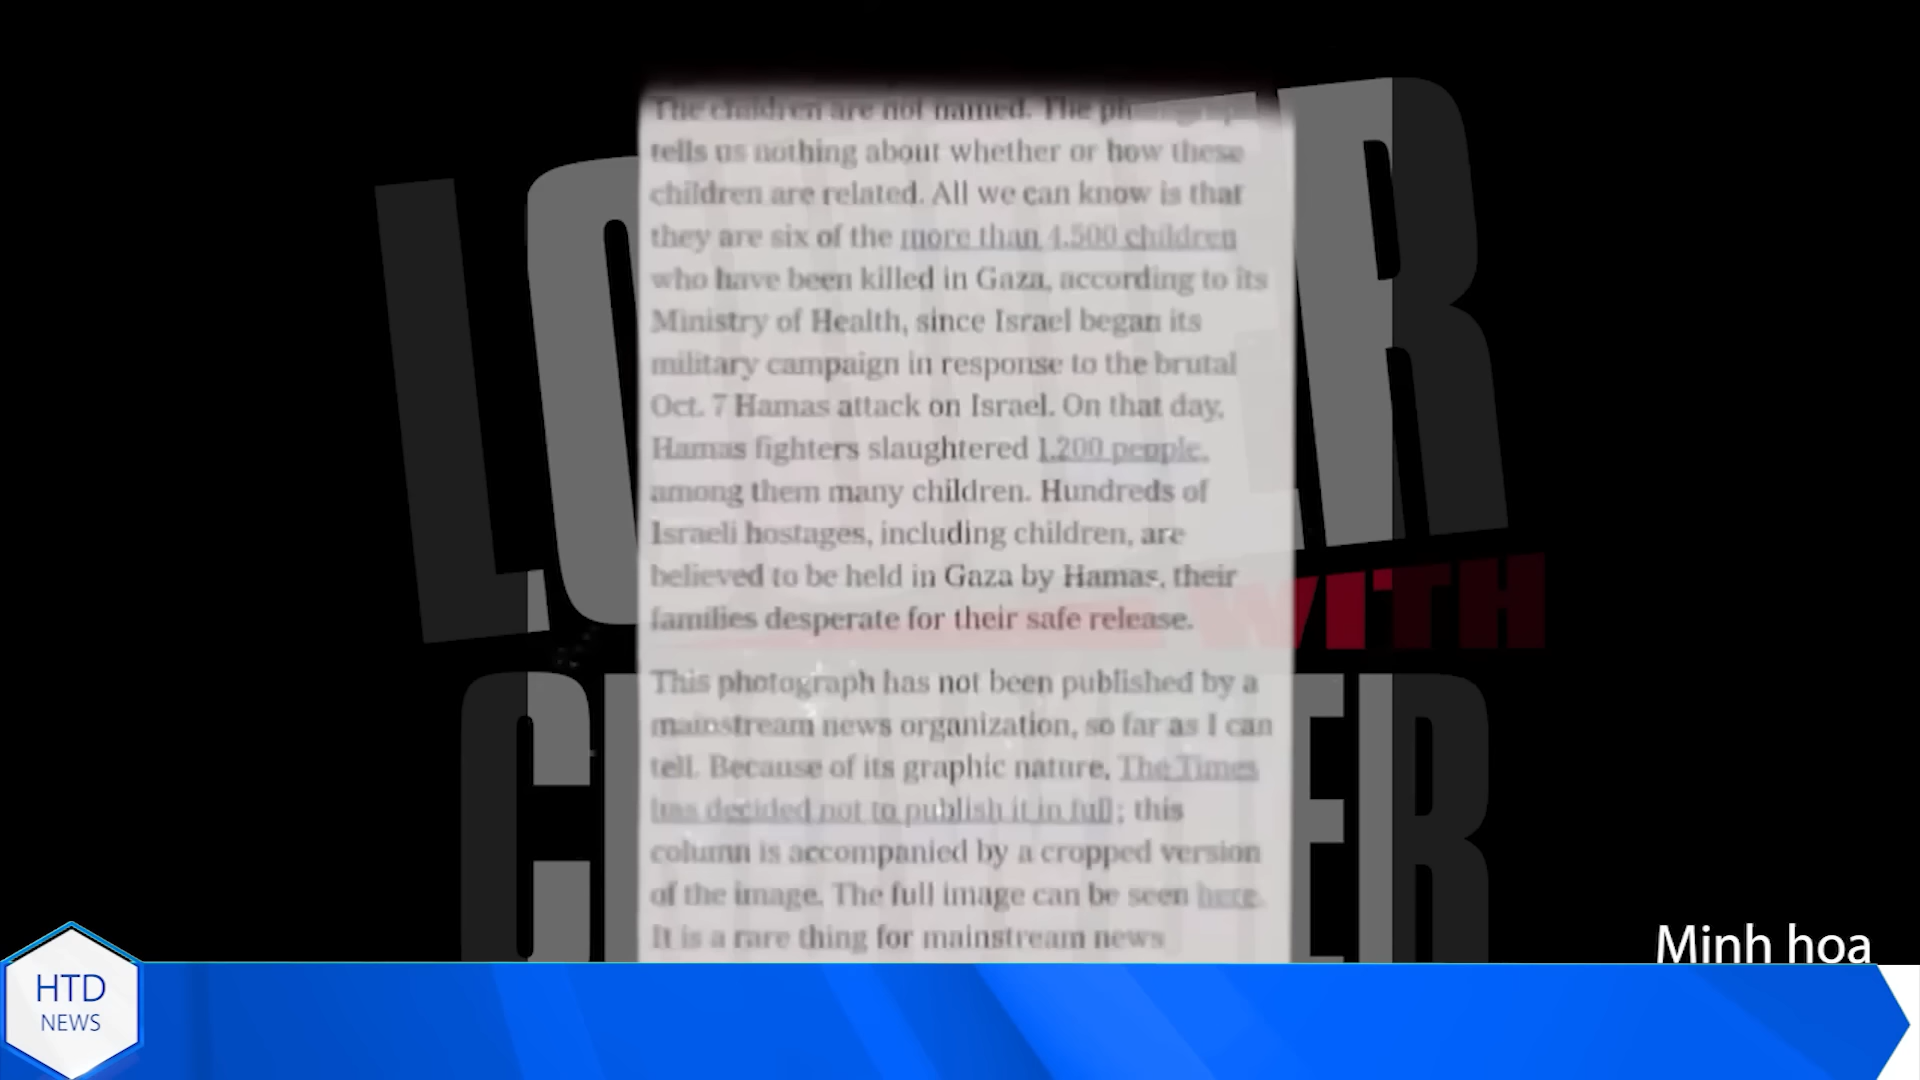 LOUDER
WITH
CROWDER
The children are not named. The photograph
tells us nothing about whether or how these
children are related. All we can know is that
they are six of the more than 4,500 children
who have been killed in Gaza, according to its
Ministry of Health, since Israel began its
military campaign in response to the brutal
Oct. 7 Hamas attack on Israel. On that day,
Hamas fighters slaughtered 1,200 people,
among them many children. Hundreds of
Israeli hostages, including children, are
believed to be held in Gaza by Hamas, their
families desperate for their safe release.
This photograph has not been published by a
mainstream news organization, so far as I can
tell. Because of its graphic nature, The Times
has decided not to publish it in full; this
column is accompanied by a cropped version
of the image. The full image can be seen here.
It is a rare thing for mainstream news
Minh hoa
HTD
NEWS